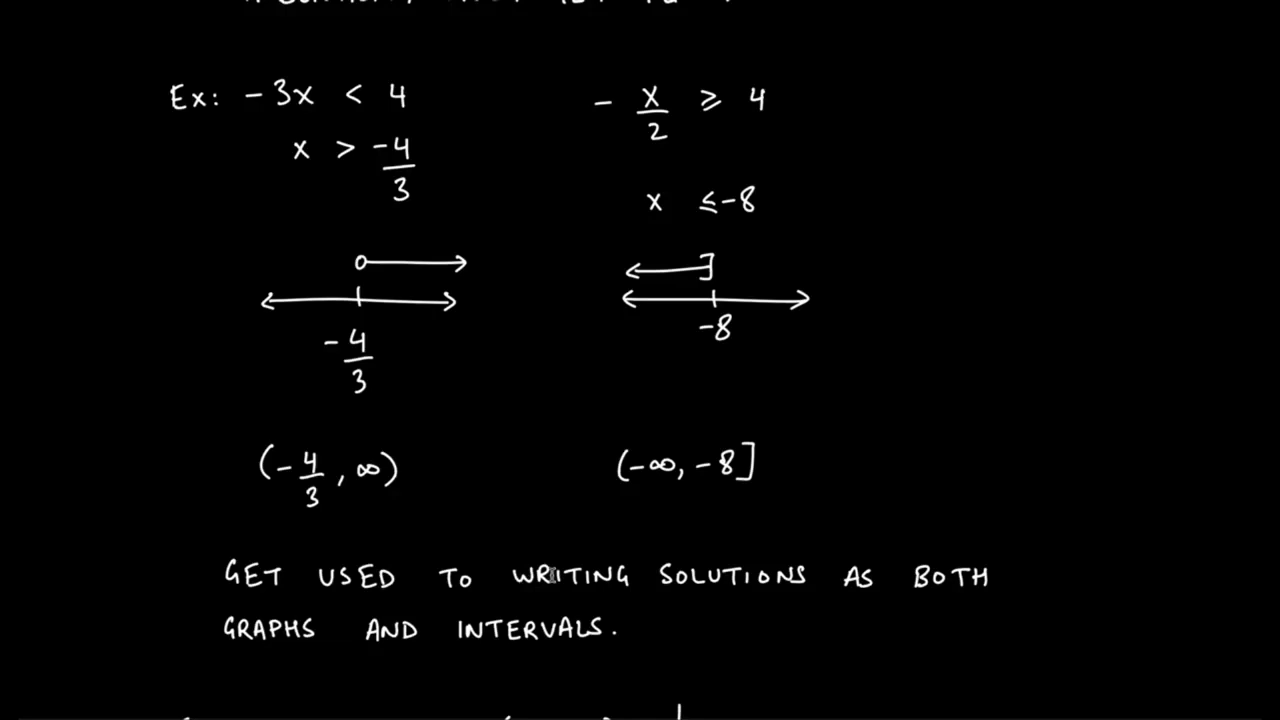 Ex: -3x < 4
x > -4/3
-4/3
(-4/3, ∞)
-x/2 ≥ 4
x ≤ -8
-8
(-∞, -8]
GET USED TO WRITING SOLUTIONS AS BOTH
GRAPHS AND INTERVALS.